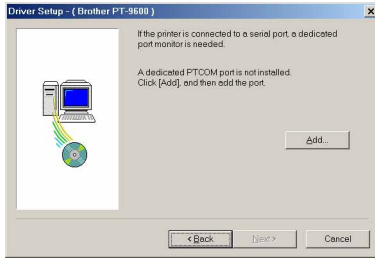 Driver Setup - ( Brother PT-9600 )
If the printer is connected to a serial port, a dedicated
port monitor is needed.
A dedicated PTCOM port is not installed.
Click [Add], and then add the port.
Add...
< Back
Next >
Cancel